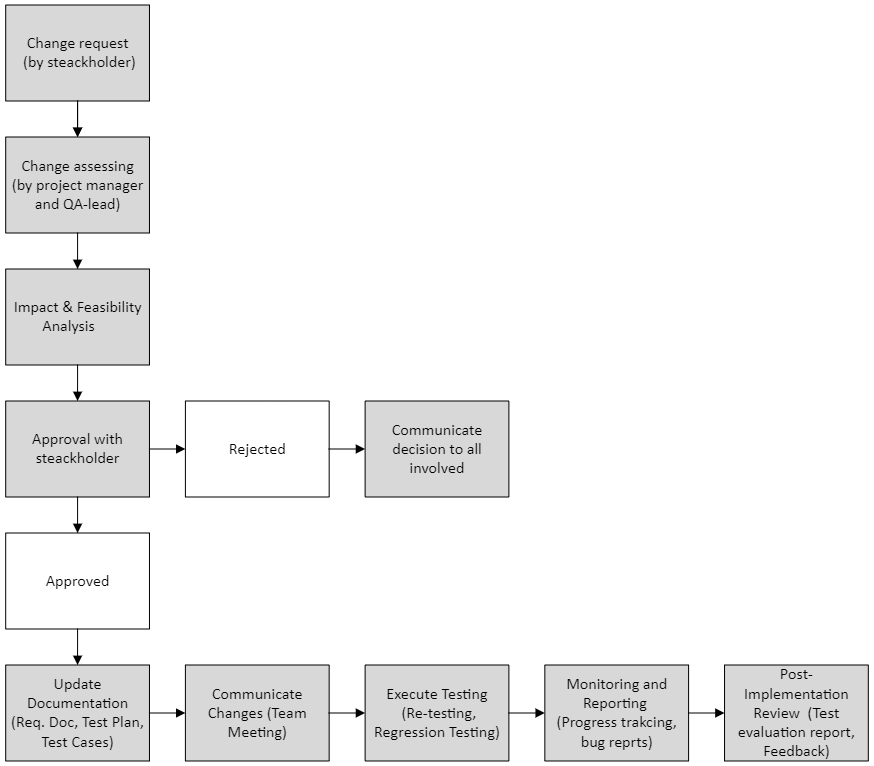 Change request
(by steackholder)
Change assessing
(by project manager
and QA-lead)
Impact & Feasibility
Analysis
Approval with
steackholder
Rejected
Communicate
decision to all
involved
Approved
Update
Documentation
(Req. Doc, Test Plan,
Test Cases)
Communicate
Changes (Team
Meeting)
Execute Testing
(Re-testing,
Regression Testing)
Monitoring and
Reporting
(Progress trakcing,
bug reprts)
Post-
Implementation
Review (Test
evaluation report,
Feedback)